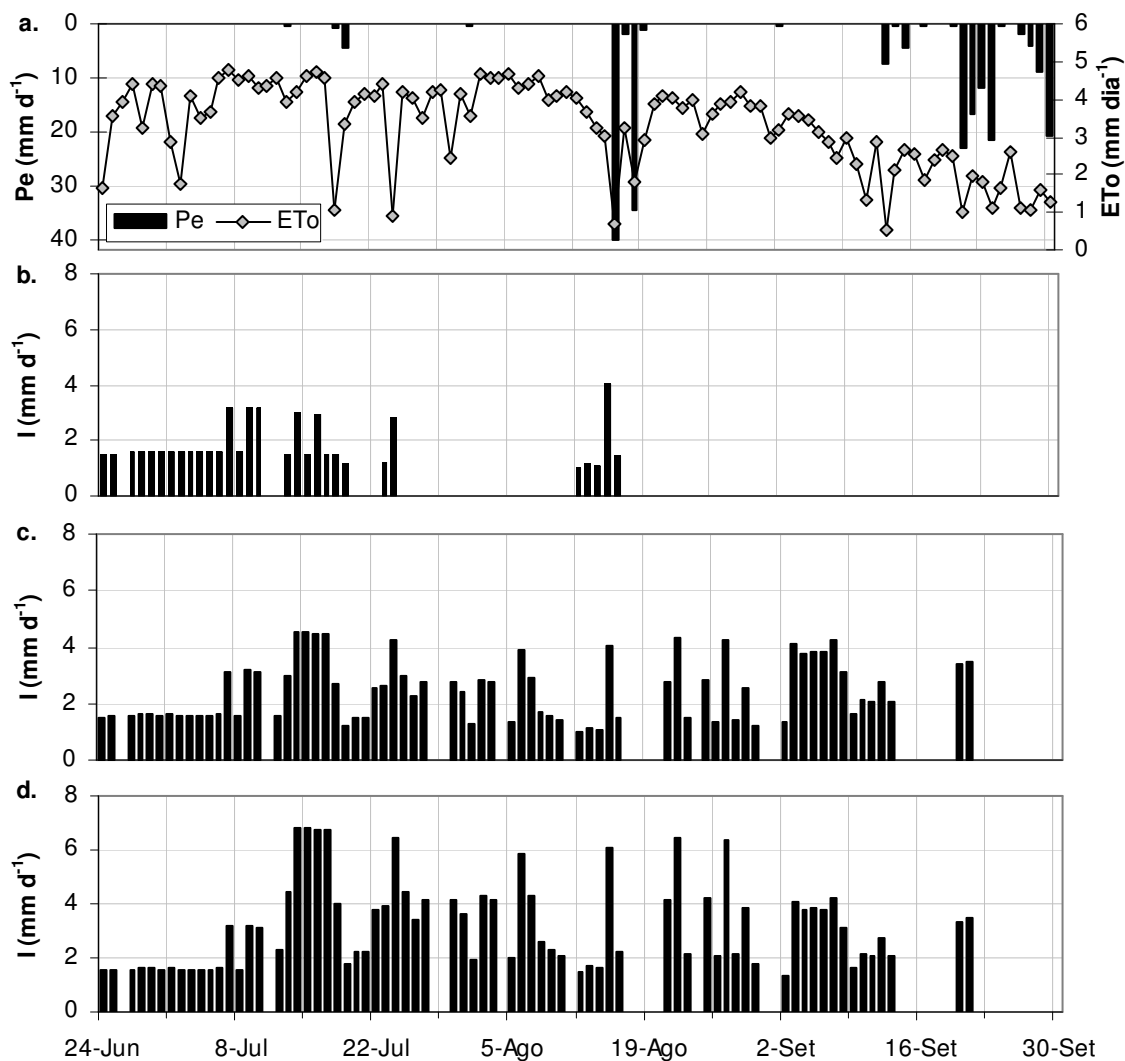 a.
Pe (mm d-1)
0
10
20
30
40
Pe ETo
0
1
2
3
4
5
6
ETo (mm dia-1)
b.
I (mm d-1)
8
6
4
2
0
c.
I (mm d-1)
8
6
4
2
0
d.
I (mm d-1)
8
6
4
2
0
24-Jun 8-Jul 22-Jul 5-Ago 19-Ago 2-Set 16-Set 30-Set